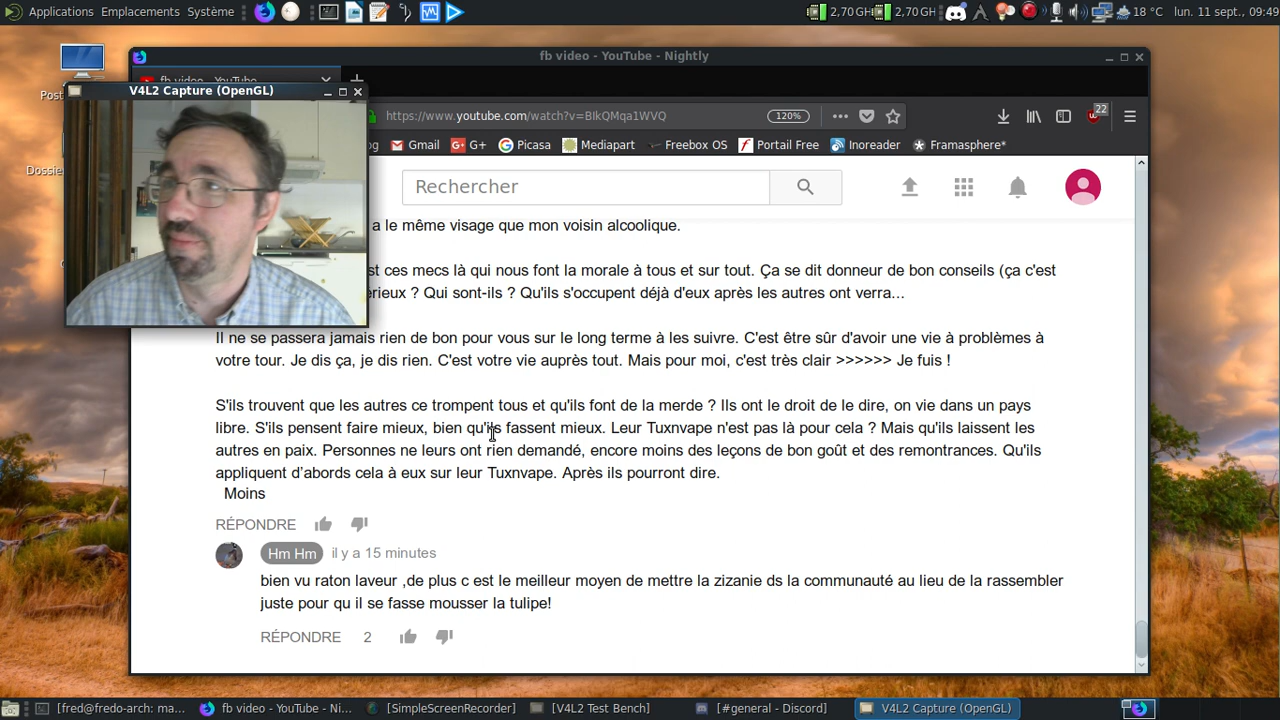 Applications Emplacements Système 2,70 GH 2,70 GH 18 °C lun. 11 sept., 09:49
fb video - YouTube - Nightly
fb video - YouTube
Post
V4L2 Capture (OpenGL)
https://www.youtube.com/watch?v=BIkQMqa1WVQ 120% 22
Gmail G+ Picasa Mediapart Freebox OS Portail Free Inoreader Framasphere*
Dossie
Rechercher
a le même visage que mon voisin alcoolique.
st ces mecs là qui nous font la morale à tous et sur tout. Ça se dit donneur de bon conseils (ça c'est
érieux ? Qui sont-ils ? Qu'ils s'occupent déjà d'eux après les autres ont verra...
Il ne se passera jamais rien de bon pour vous sur le long terme à les suivre. C'est être sûr d'avoir une vie à problèmes à
votre tour. Je dis ça, je dis rien. C'est votre vie auprès tout. Mais pour moi, c'est très clair >>>>>> Je fuis !
S'ils trouvent que les autres ce trompent tous et qu'ils font de la merde ? Ils ont le droit de le dire, on vie dans un pays
libre. S'ils pensent faire mieux, bien qu'ils fassent mieux. Leur Tuxnvape n'est pas là pour cela ? Mais qu'ils laissent les
autres en paix. Personnes ne leurs ont rien demandé, encore moins des leçons de bon goût et des remontrances. Qu'ils
appliquent d'abords cela à eux sur leur Tuxnvape. Après ils pourront dire.
Moins
RÉPONDRE
Hm Hm il y a 15 minutes
bien vu raton laveur ,de plus c est le meilleur moyen de mettre la zizanie ds la communauté au lieu de la rassembler
juste pour qu il se fasse mousser la tulipe!
RÉPONDRE 2
[fred@fredo-arch: ma... fb video - YouTube - Ni... [SimpleScreenRecorder] [V4L2 Test Bench] [#general - Discord] V4L2 Capture (OpenGL)